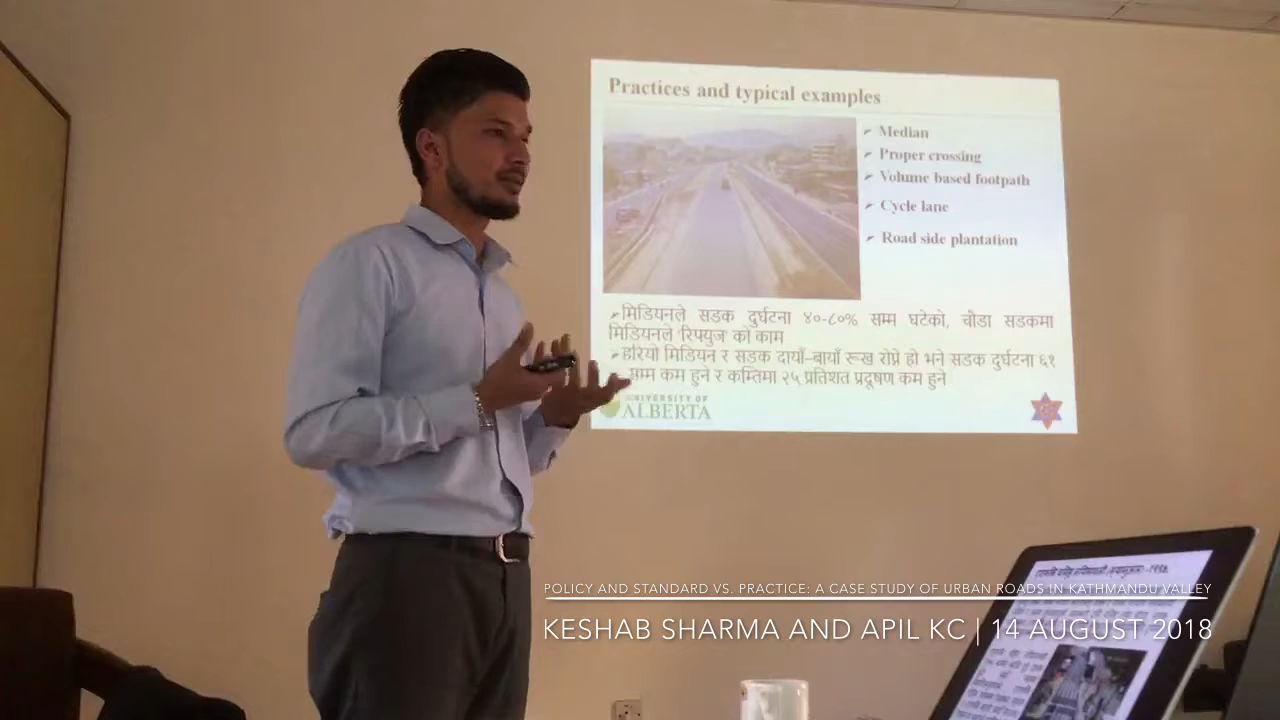 Practices and typical examples
➢ Median
➢ Proper crossing
➢ Volume based footpath
➢ Cycle lane
➢ Road side plantation
➢मिडियनले सडक दुर्घटना ४०-८०% सम्म घटेको, चौडा सडकमा
मिडियनले 'रिफ्युज' को काम
➢हरियो मिडियन र सडक दायाँ-बायाँ रूख रोप्ने हो भने सडक दुर्घटना ६१
सम्म कम हुने र कम्तिमा २५ प्रतिशत प्रदूषण कम हुने
UNIVERSITY OF
ALBERTA
POLICY AND STANDARD VS. PRACTICE: A CASE STUDY OF URBAN ROADS IN KATHMANDU VALLEY
KESHAB SHARMA AND APIL KC | 14 AUGUST 2018